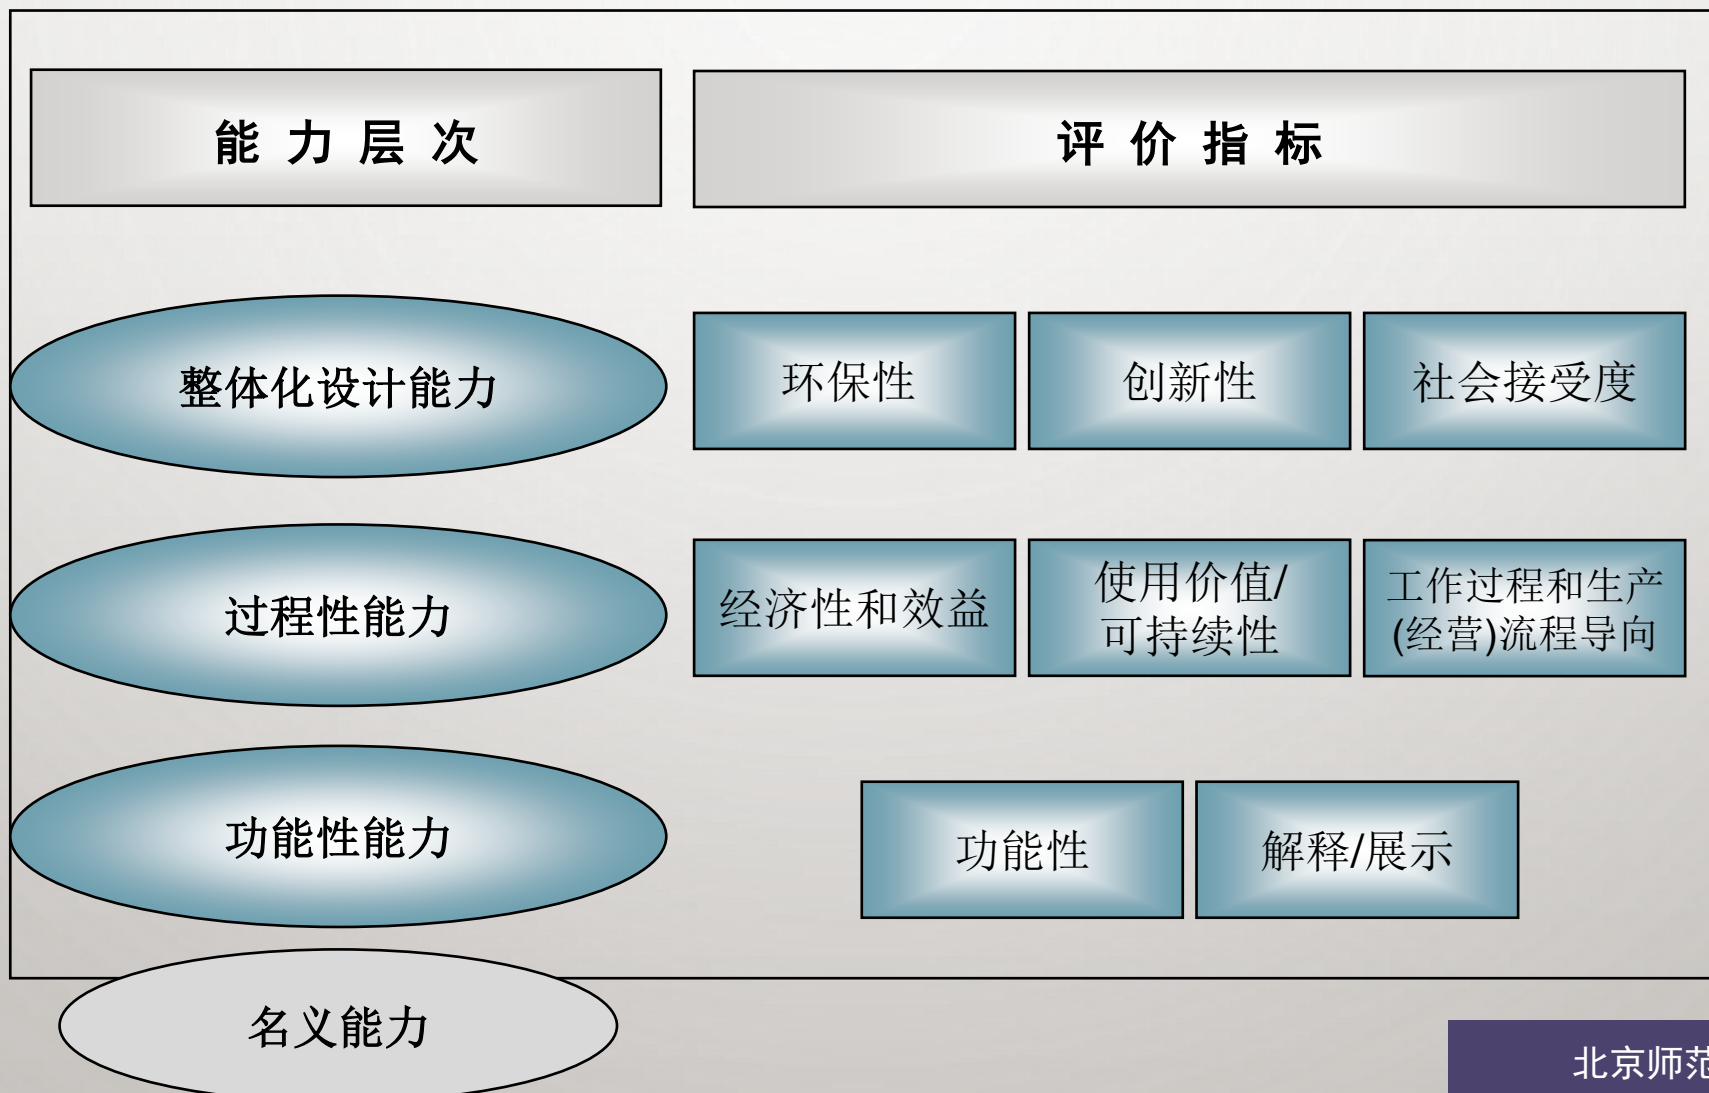 能力层次
评价指标
整体化设计能力
环保性
创新性
社会接受度
过程性能力
经济性和效益
使用价值/
可持续性
工作过程和生产
(经营)流程导向
功能性能力
功能性
解释/展示
名义能力
北京师范